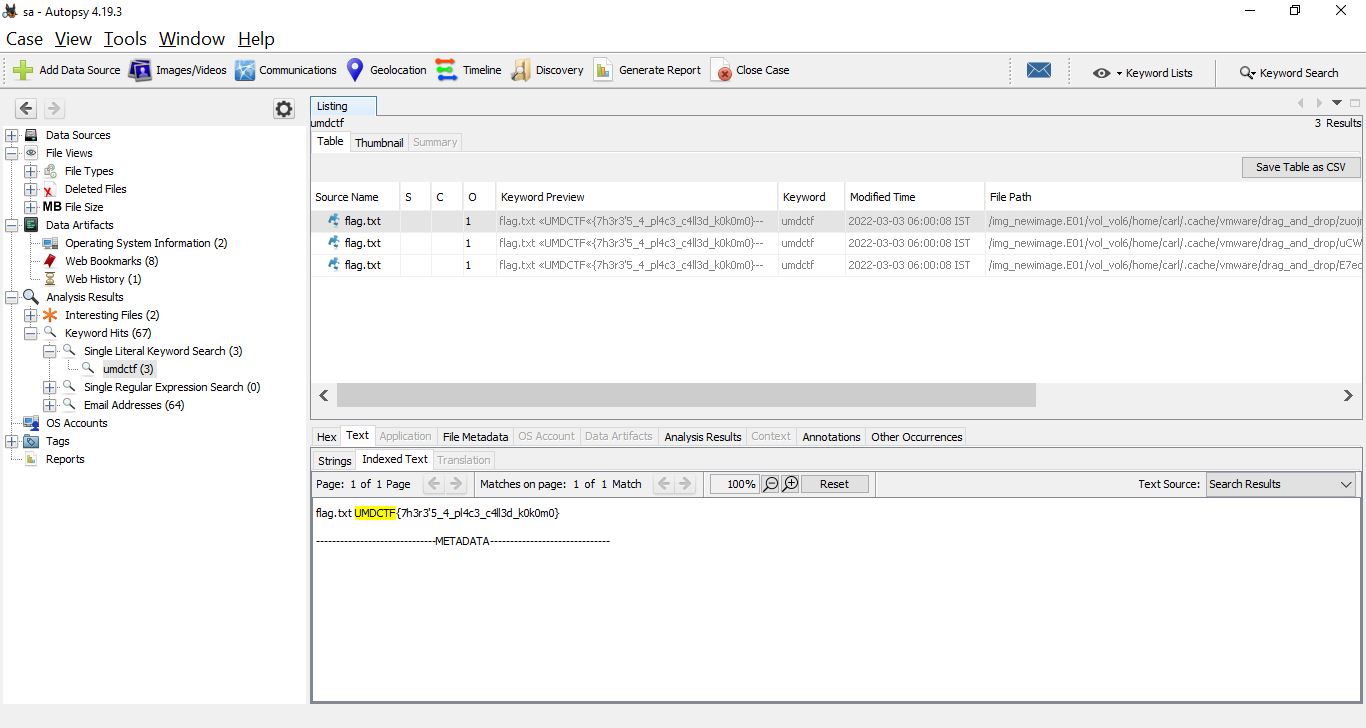 sa - Autopsy 4.19.3
Case View Tools Window Help
Add Data Source Images/Videos Communications Geolocation Timeline Discovery Generate Report Close Case Keyword Lists Keyword Search
Data Sources
File Views
File Types
Deleted Files
MB File Size
Data Artifacts
Operating System Information (2)
Web Bookmarks (8)
Web History (1)
Analysis Results
Interesting Files (2)
Keyword Hits (67)
Single Literal Keyword Search (3)
umdctf (3)
Single Regular Expression Search (0)
Email Addresses (64)
OS Accounts
Tags
Reports
Listing
umdctf 3 Results
Table Thumbnail Summary
Save Table as CSV
Source Name S C O Keyword Preview Keyword Modified Time File Path
flag.txt 1 flag.txt «UMDCTF«{7h3r3'5_4_pl4c3_c4ll3d_k0k0m0}-- umdctf 2022-03-03 06:00:08 IST /img_newimage.E01/vol_vol6/home/carl/.cache/vmware/drag_and_drop/zuojr
flag.txt 1 flag.txt «UMDCTF«{7h3r3'5_4_pl4c3_c4ll3d_k0k0m0}-- umdctf 2022-03-03 06:00:08 IST /img_newimage.E01/vol_vol6/home/carl/.cache/vmware/drag_and_drop/uCW
flag.txt 1 flag.txt «UMDCTF«{7h3r3'5_4_pl4c3_c4ll3d_k0k0m0}-- umdctf 2022-03-03 06:00:08 IST /img_newimage.E01/vol_vol6/home/carl/.cache/vmware/drag_and_drop/E7ec
Hex Text Application File Metadata OS Account Data Artifacts Analysis Results Context Annotations Other Occurrences
Strings Indexed Text Translation
Page: 1 of 1 Page Matches on page: 1 of 1 Match 100% Reset Text Source: Search Results
flag.txt UMDCTF{7h3r3'5_4_pl4c3_c4ll3d_k0k0m0}
------------------------------METADATA------------------------------